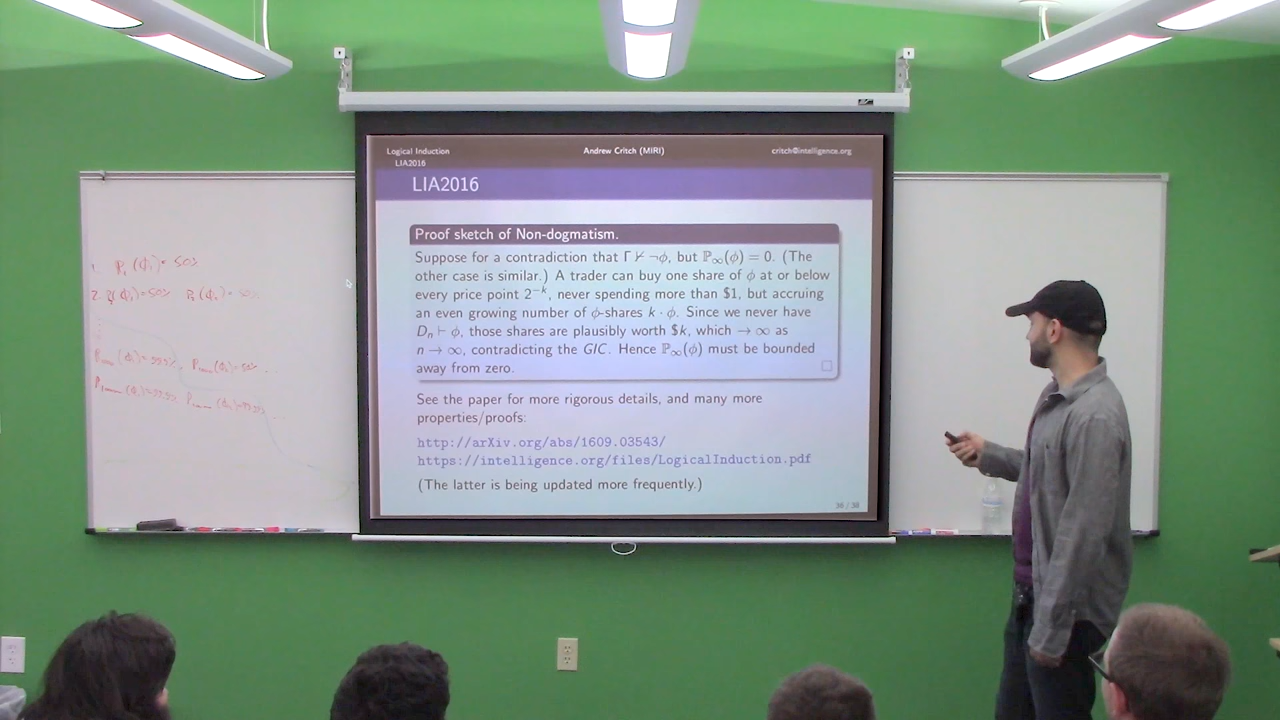 Logical Induction
Andrew Critch (MIRI)
critch@intelligence.org
LIA2016
LIA2016
Proof sketch of Non-dogmatism.
Suppose for a contradiction that Γ ⊬ ¬ϕ, but ℙ∞(ϕ) = 0. (The
other case is similar.) A trader can buy one share of ϕ at or below
every price point 2⁻ᵏ, never spending more than $1, but accruing
an even growing number of ϕ-shares k · ϕ. Since we never have
Dₙ ⊢ ϕ, those shares are plausibly worth $k, which → ∞ as
n → ∞, contradicting the GIC. Hence ℙ∞(ϕ) must be bounded
away from zero.
□
See the paper for more rigorous details, and many more
properties/proofs:
http://arXiv.org/abs/1609.03543/
https://intelligence.org/files/LogicalInduction.pdf
(The latter is being updated more frequently.)
38 / 38